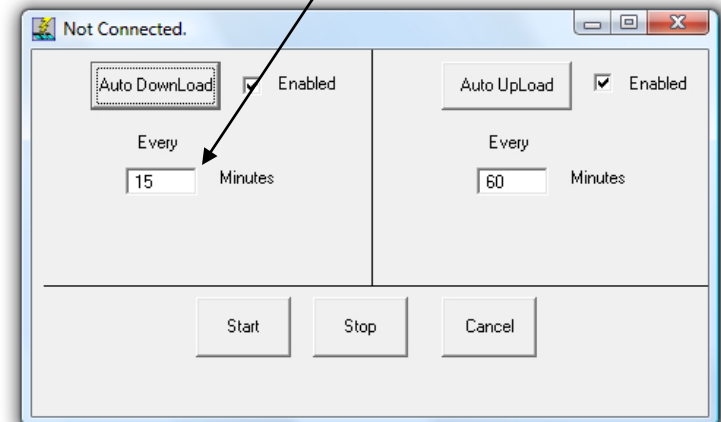 Not Connected.
Auto DownLoad Enabled
Every
15 Minutes
Auto UpLoad Enabled
Every
60 Minutes
Start Stop Cancel